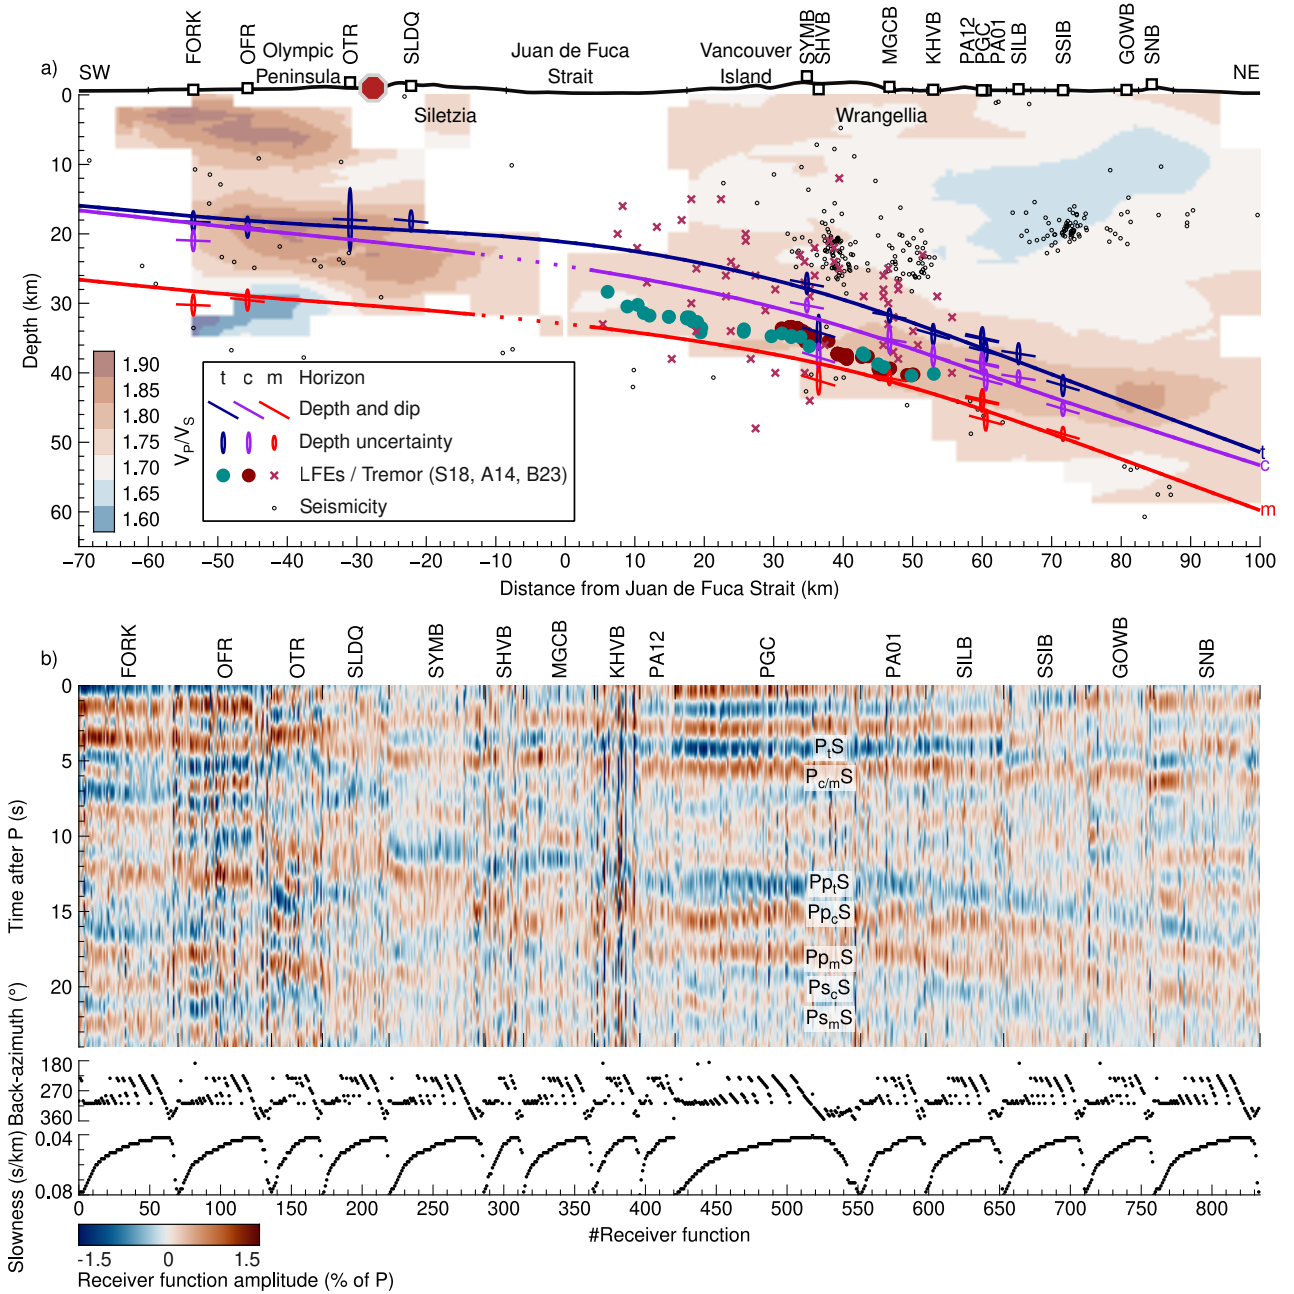 FORK OFR OTR SLDQ SYMB SHVB MGCB KHVB PA12 PGC PA01 SILB SSIB GOWB SNB
Olympic Peninsula
Juan de Fuca Strait
Vancouver Island
a) SW NE
Siletzia Wrangellia
Depth (km)
0
10
20
30
40
50
60
t
c
m
1.90
1.85
1.80
1.75
1.70
1.65
1.60
VP/VS
t c m Horizon
Depth and dip
Depth uncertainty
LFEs / Tremor (S18, A14, B23)
Seismicity
−70 −60 −50 −40 −30 −20 −10 0 10 20 30 40 50 60 70 80 90 100
Distance from Juan de Fuca Strait (km)
b)
FORK OFR OTR SLDQ SYMB SHVB MGCB KHVB PA12 PGC PA01 SILB SSIB GOWB SNB
Time after P (s)
0
5
10
15
20
PtS
Pc/mS
PptS
PpcS
PpmS
PscS
PsmS
Back-azimuth (°)
180
270
360
Slowness (s/km)
0.04
0.08
0 50 100 150 200 250 300 350 400 450 500 550 600 650 700 750 800
#Receiver function
-1.5 0 1.5
Receiver function amplitude (% of P)